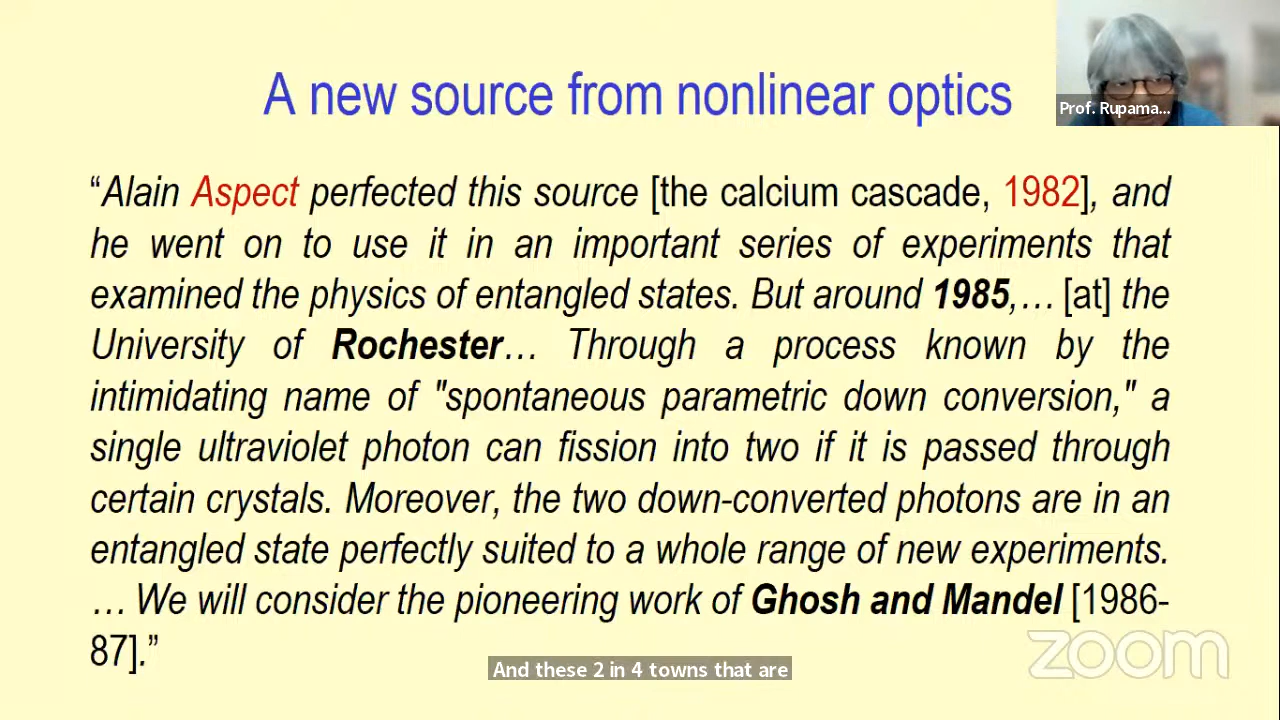 A new source from nonlinear optics
Prof. Rupama...
“Alain Aspect perfected this source [the calcium cascade, 1982], and
he went on to use it in an important series of experiments that
examined the physics of entangled states. But around 1985,… [at] the
University of Rochester… Through a process known by the
intimidating name of "spontaneous parametric down conversion," a
single ultraviolet photon can fission into two if it is passed through
certain crystals. Moreover, the two down-converted photons are in an
entangled state perfectly suited to a whole range of new experiments.
… We will consider the pioneering work of Ghosh and Mandel [1986-
87].”
And these 2 in 4 towns that are
zoom